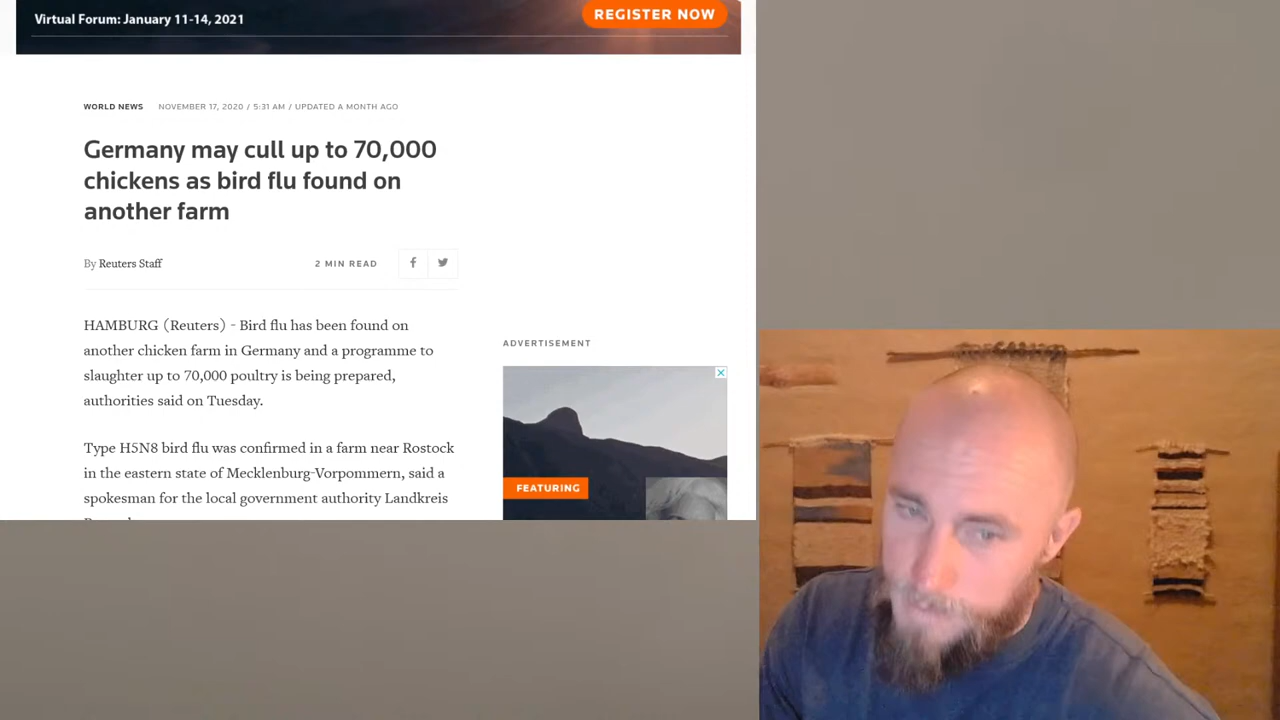 Virtual Forum: January 11-14, 2021
REGISTER NOW
WORLD NEWS NOVEMBER 17, 2020 / 5:31 AM / UPDATED A MONTH AGO
Germany may cull up to 70,000
chickens as bird flu found on
another farm
By Reuters Staff
2 MIN READ
HAMBURG (Reuters) - Bird flu has been found on
another chicken farm in Germany and a programme to
slaughter up to 70,000 poultry is being prepared,
authorities said on Tuesday.
Type H5N8 bird flu was confirmed in a farm near Rostock
in the eastern state of Mecklenburg-Vorpommern, said a
spokesman for the local government authority Landkreis
ADVERTISEMENT
FEATURING